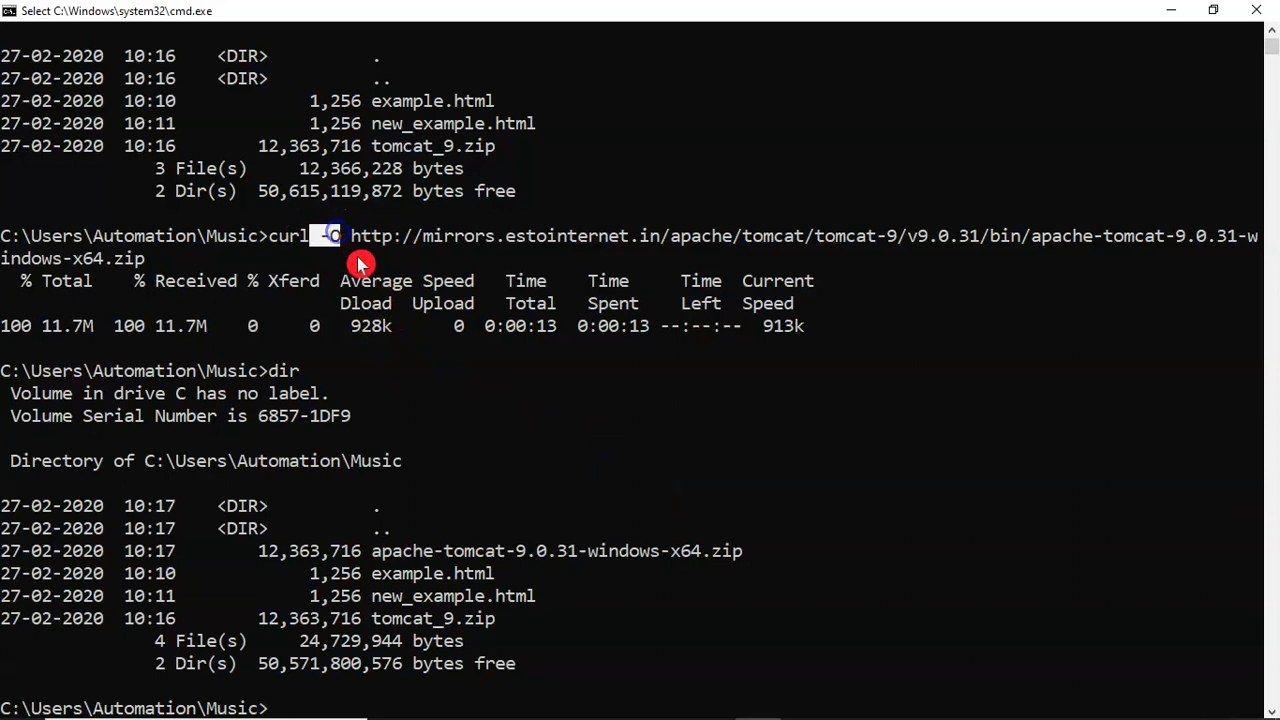 Select C:\Windows\system32\cmd.exe
27-02-2020  10:16    <DIR>          .
27-02-2020  10:16    <DIR>          ..
27-02-2020  10:10             1,256 example.html
27-02-2020  10:11             1,256 new_example.html
27-02-2020  10:16        12,363,716 tomcat_9.zip
               3 File(s)     12,366,228 bytes
               2 Dir(s)  50,615,119,872 bytes free
C:\Users\Automation\Music>curl -O http://mirrors.estointernet.in/apache/tomcat/tomcat-9/v9.0.31/bin/apache-tomcat-9.0.31-w
indows-x64.zip
  % Total    % Received % Xferd  Average Speed   Time    Time     Time  Current
                                 Dload  Upload   Total   Spent    Left  Speed
100 11.7M  100 11.7M    0     0   928k      0  0:00:13  0:00:13 --:--:--  913k
C:\Users\Automation\Music>dir
 Volume in drive C has no label.
 Volume Serial Number is 6857-1DF9
 Directory of C:\Users\Automation\Music
27-02-2020  10:17    <DIR>          .
27-02-2020  10:17    <DIR>          ..
27-02-2020  10:17        12,363,716 apache-tomcat-9.0.31-windows-x64.zip
27-02-2020  10:10             1,256 example.html
27-02-2020  10:11             1,256 new_example.html
27-02-2020  10:16        12,363,716 tomcat_9.zip
               4 File(s)     24,729,944 bytes
               2 Dir(s)  50,571,800,576 bytes free
C:\Users\Automation\Music>